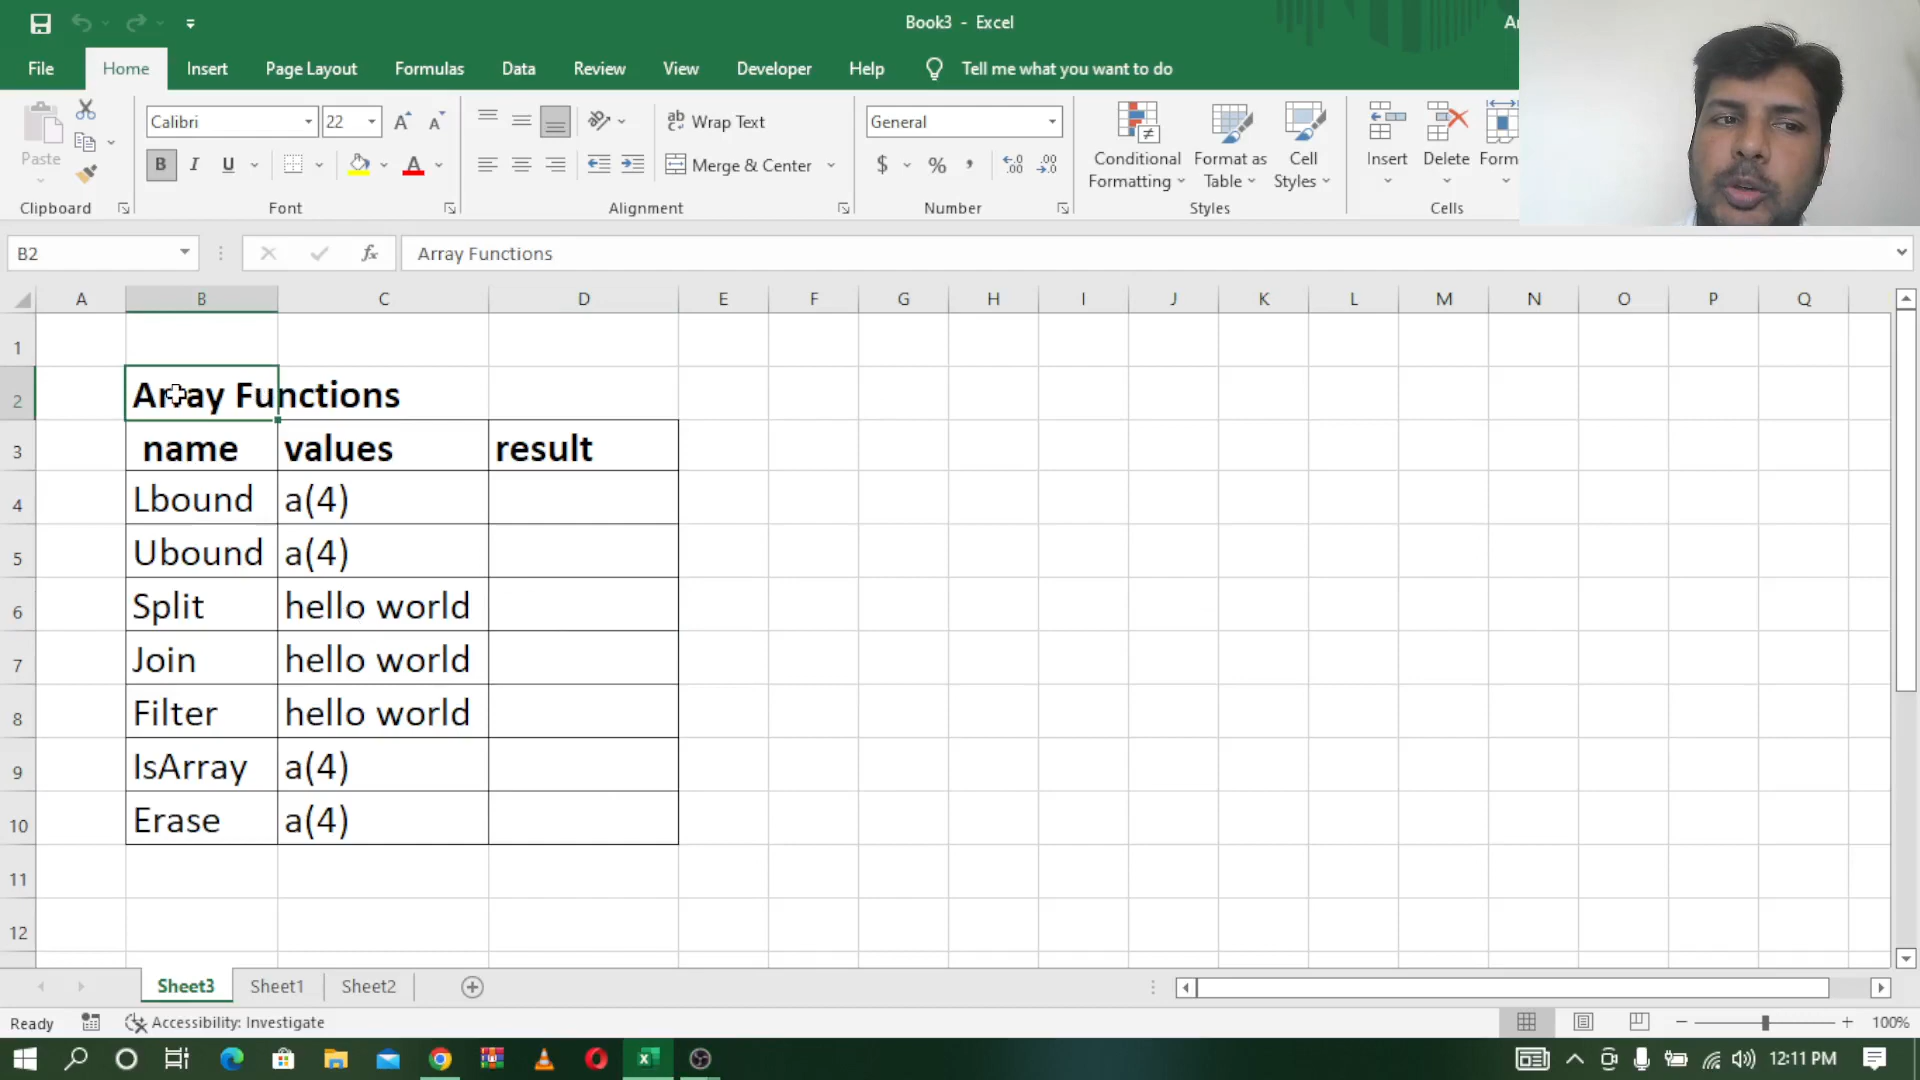 Book3 - Excel
File Home Insert Page Layout Formulas Data Review View Developer Help Tell me what you want to do
Calibri 22 Wrap Text General
Paste B I U Merge & Center $ % Conditional Formatting Format as Table Cell Styles Insert Delete Form
Clipboard Font Alignment Number Styles Cells
B2 fx Array Functions
A B C D E F G H I J K L M N O P Q
1
2 Array Functions
3 name values result
4 Lbound a(4)
5 Ubound a(4)
6 Split hello world
7 Join hello world
8 Filter hello world
9 IsArray a(4)
10 Erase a(4)
11
12
Sheet3 Sheet1 Sheet2
Ready Accessibility: Investigate 100%
12:11 PM